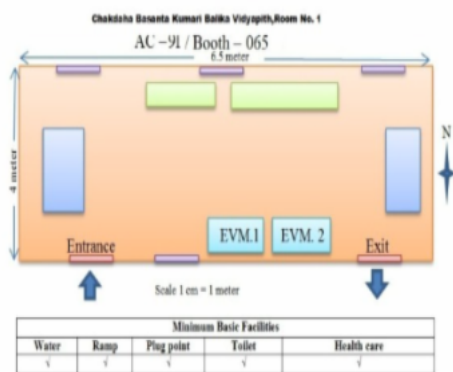 Chakdaha Basanta Kumari Balika Vidyapith,Room No. 1
AC –91 / Booth – 065
6.5 meter
4 meter
N
EVM.1 EVM. 2
Entrance Exit
Scale 1 cm = 1 meter
Minimum Basic Facilities
Water Ramp Plug point Toilet Health care
√ √ √ √ √